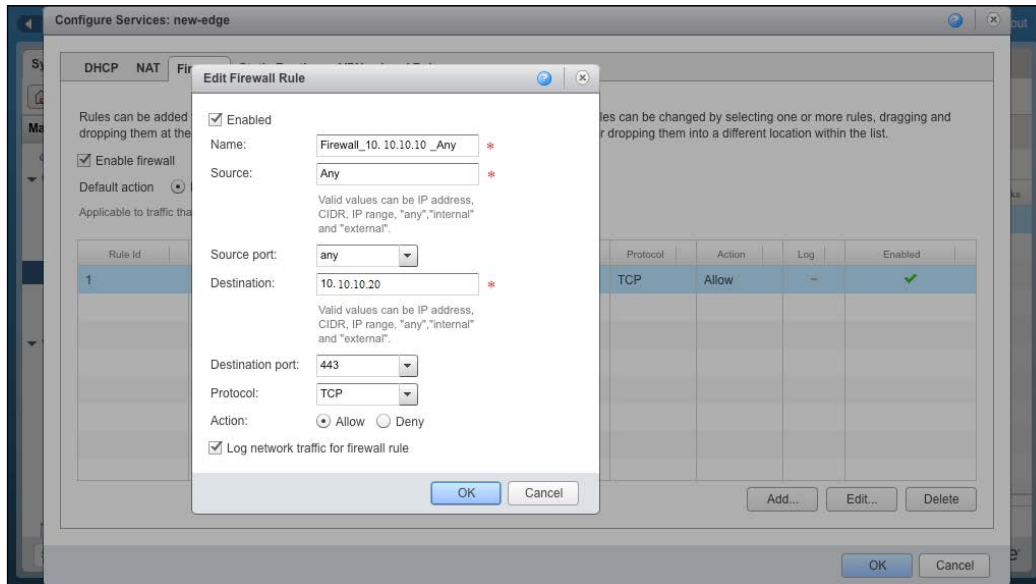 Configure Services: new-edge
out
Sy
DHCP NAT Fir
Edit Firewall Rule
Rules can be added
les can be changed by selecting one or more rules, dragging and
Ma
dropping them at the
r dropping them into a different location within the list.
Enabled
Name: Firewall_10. 10.10.10 _Any *
Enable firewall
Source: Any *
Default action
Valid values can be IP address,
CIDR, IP range, "any","internal"
and "external".
Applicable to traffic tha
Rule Id Protocol Action Log Enabled
Source port: any
1 TCP Allow –
Destination: 10. 10.10.20 *
Valid values can be IP address,
CIDR, IP range, "any","internal"
and "external".
Destination port: 443
Protocol: TCP
Action: Allow Deny
Log network traffic for firewall rule
OK Cancel
Add... Edit... Delete
OK Cancel